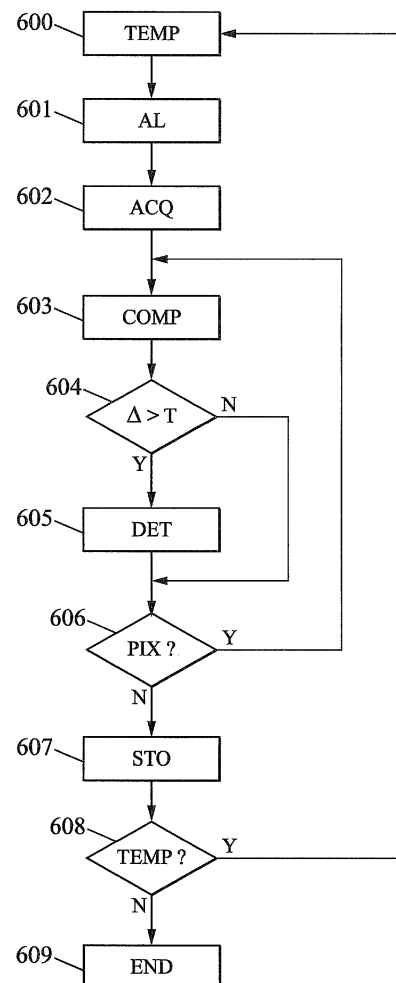 600 TEMP
601 AL
602 ACQ
603 COMP
604 Δ > T N
Y
605 DET
606 PIX ? Y
N
607 STO
608 TEMP ? Y
N
609 END